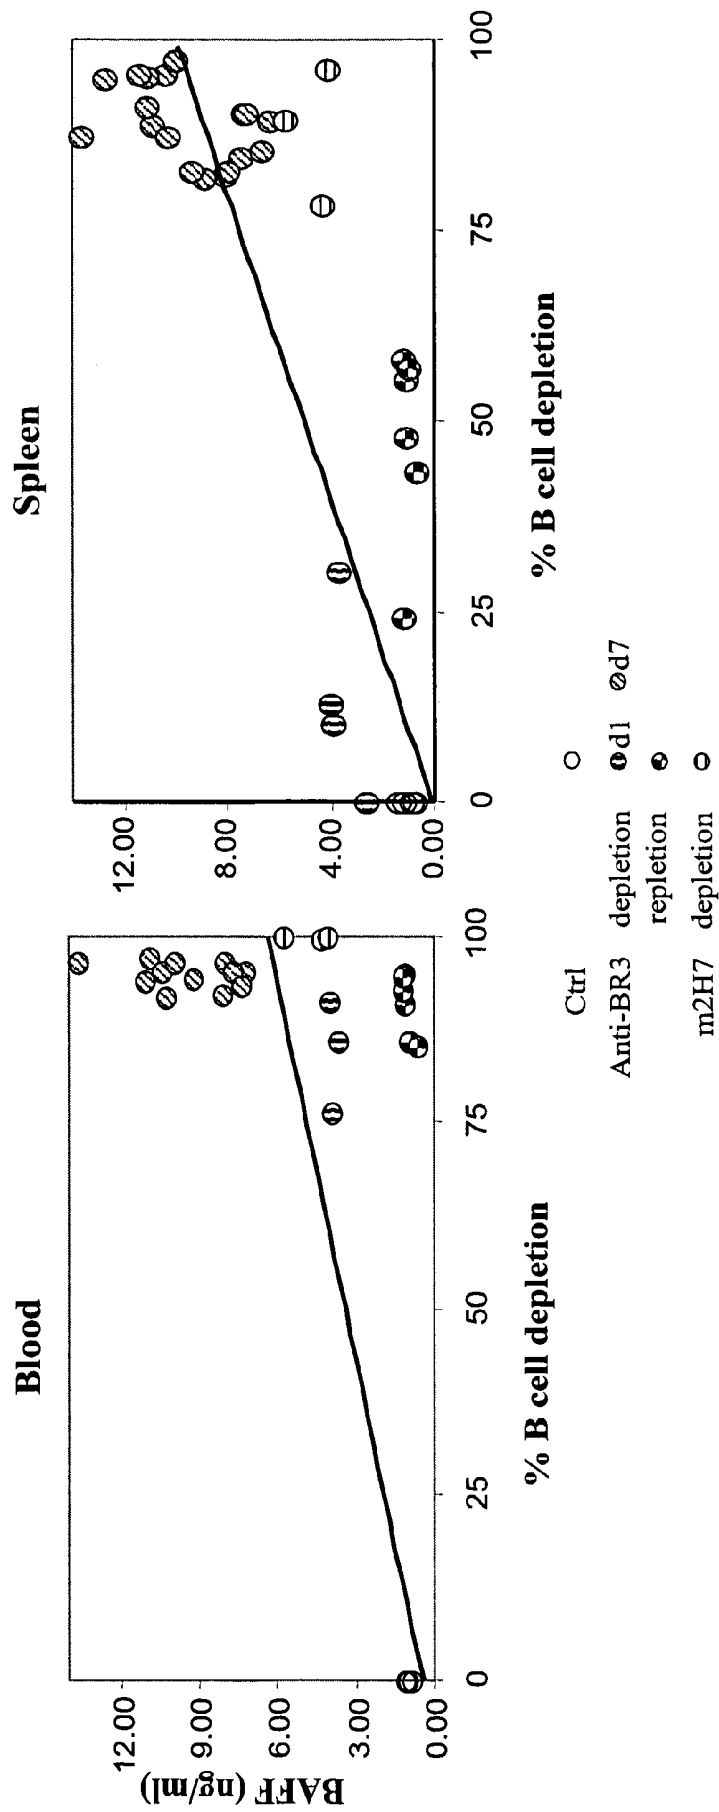 Blood
Spleen
BAFF (ng/ml)
12.00
9.00
6.00
3.00
0.00
0 25 50 75 100
% B cell depletion
12.00
8.00
4.00
0.00
0 25 50 75 100
% B cell depletion
Ctrl
Anti-BR3 depletion d1 d7
repletion
m2H7 depletion